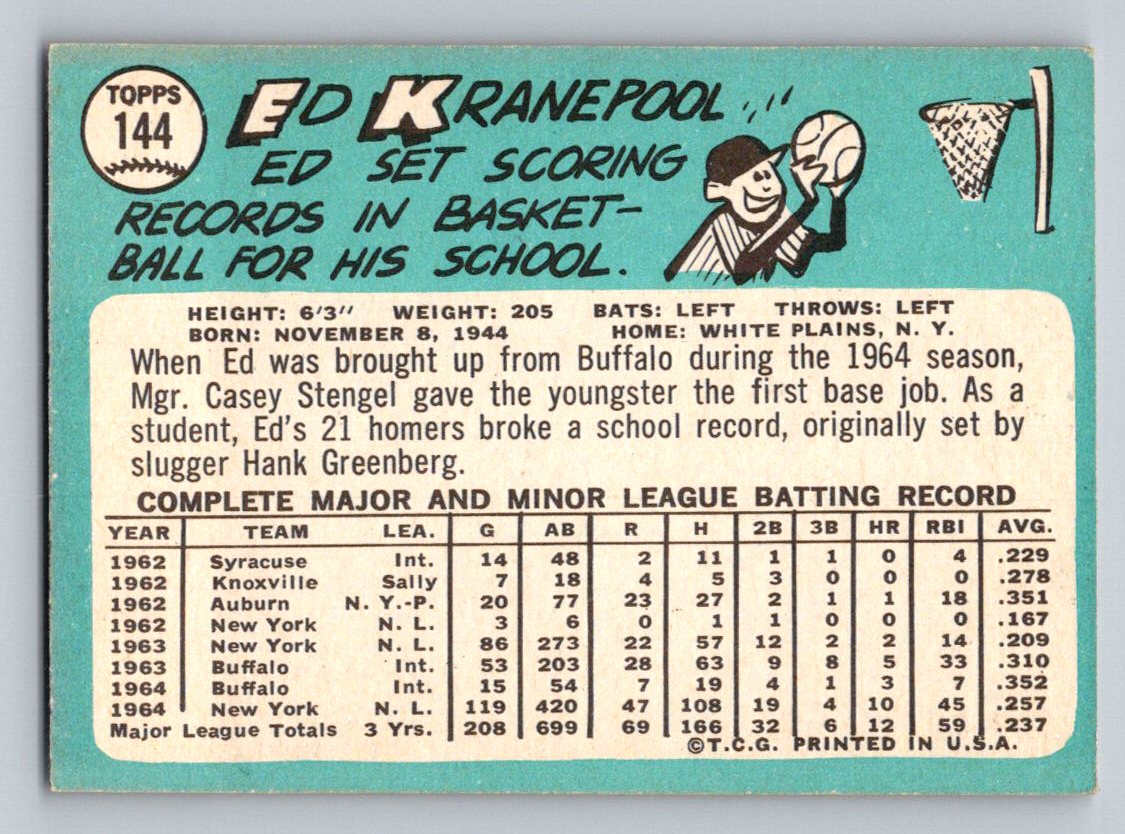 TOPPS
144
ED KRANEPOOL
ED SET SCORING
RECORDS IN BASKET-
BALL FOR HIS SCHOOL.
HEIGHT: 6'3" WEIGHT: 205 BATS: LEFT THROWS: LEFT
BORN: NOVEMBER 8, 1944 HOME: WHITE PLAINS, N. Y.
When Ed was brought up from Buffalo during the 1964 season,
Mgr. Casey Stengel gave the youngster the first base job. As a
student, Ed's 21 homers broke a school record, originally set by
slugger Hank Greenberg.
COMPLETE MAJOR AND MINOR LEAGUE BATTING RECORD
YEAR TEAM LEA. G AB R H 2B 3B HR RBI AVG.
1962 Syracuse Int. 14 48 2 11 1 1 0 4 .229
1962 Knoxville Sally 7 18 4 5 3 0 0 0 .278
1962 Auburn N. Y.-P. 20 77 23 27 2 1 1 18 .351
1962 New York N. L. 3 6 0 1 1 0 0 0 .167
1963 New York N. L. 86 273 22 57 12 2 2 14 .209
1963 Buffalo Int. 53 203 28 63 9 8 5 33 .310
1964 Buffalo Int. 15 54 7 19 4 1 3 7 .352
1964 New York N. L. 119 420 47 108 19 4 10 45 .257
Major League Totals 3 Yrs. 208 699 69 166 32 6 12 59 .237
©T.C.G. PRINTED IN U.S.A.